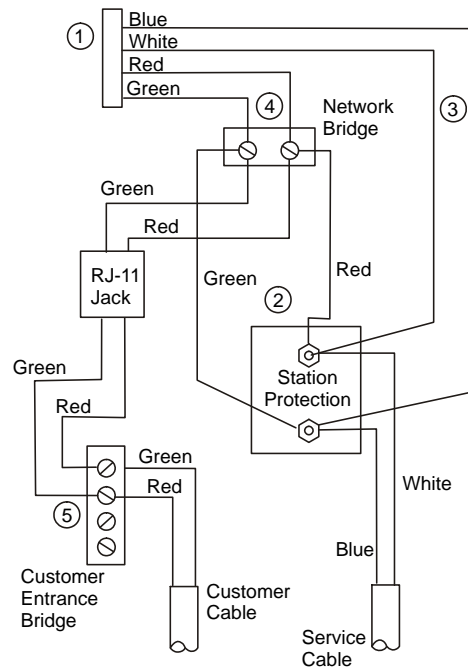 Blue
1
White
Red
Green
4
Network
Bridge
3
Green
Red
RJ-11
Jack
Green
Red
2
Station
Protection
Green
Red
Green
Red
5
White
Blue
Customer
Entrance
Bridge
Customer
Cable
Service
Cable